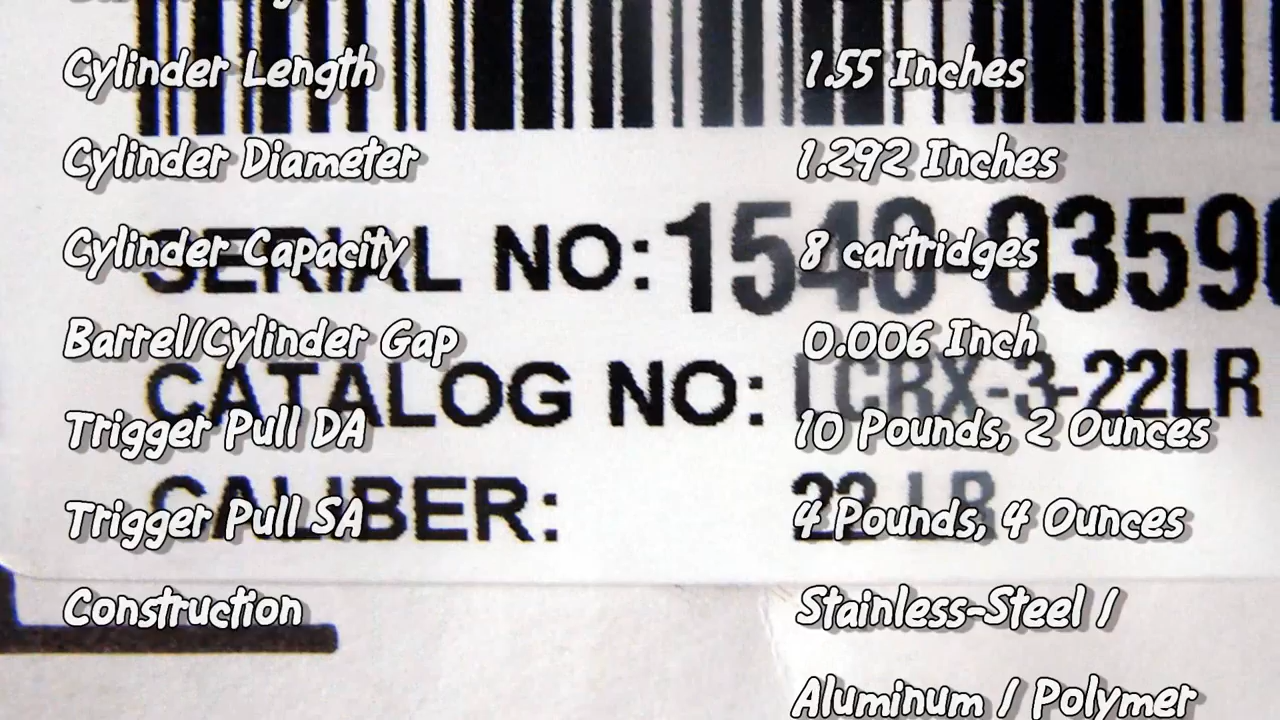 Cylinder Length 1.55 Inches
Cylinder Diameter 1.292 Inches
SERIAL NO:
Cylinder Capacity 8 cartridges
Barrel/Cylinder Gap 0.006 Inch
CATALOG NO: LCRX-3-22LR
Trigger Pull DA 10 Pounds, 2 Ounces
CALIBER: 22 LR
Trigger Pull SA 4 Pounds, 4 Ounces
Construction Stainless-Steel /
Aluminum / Polymer